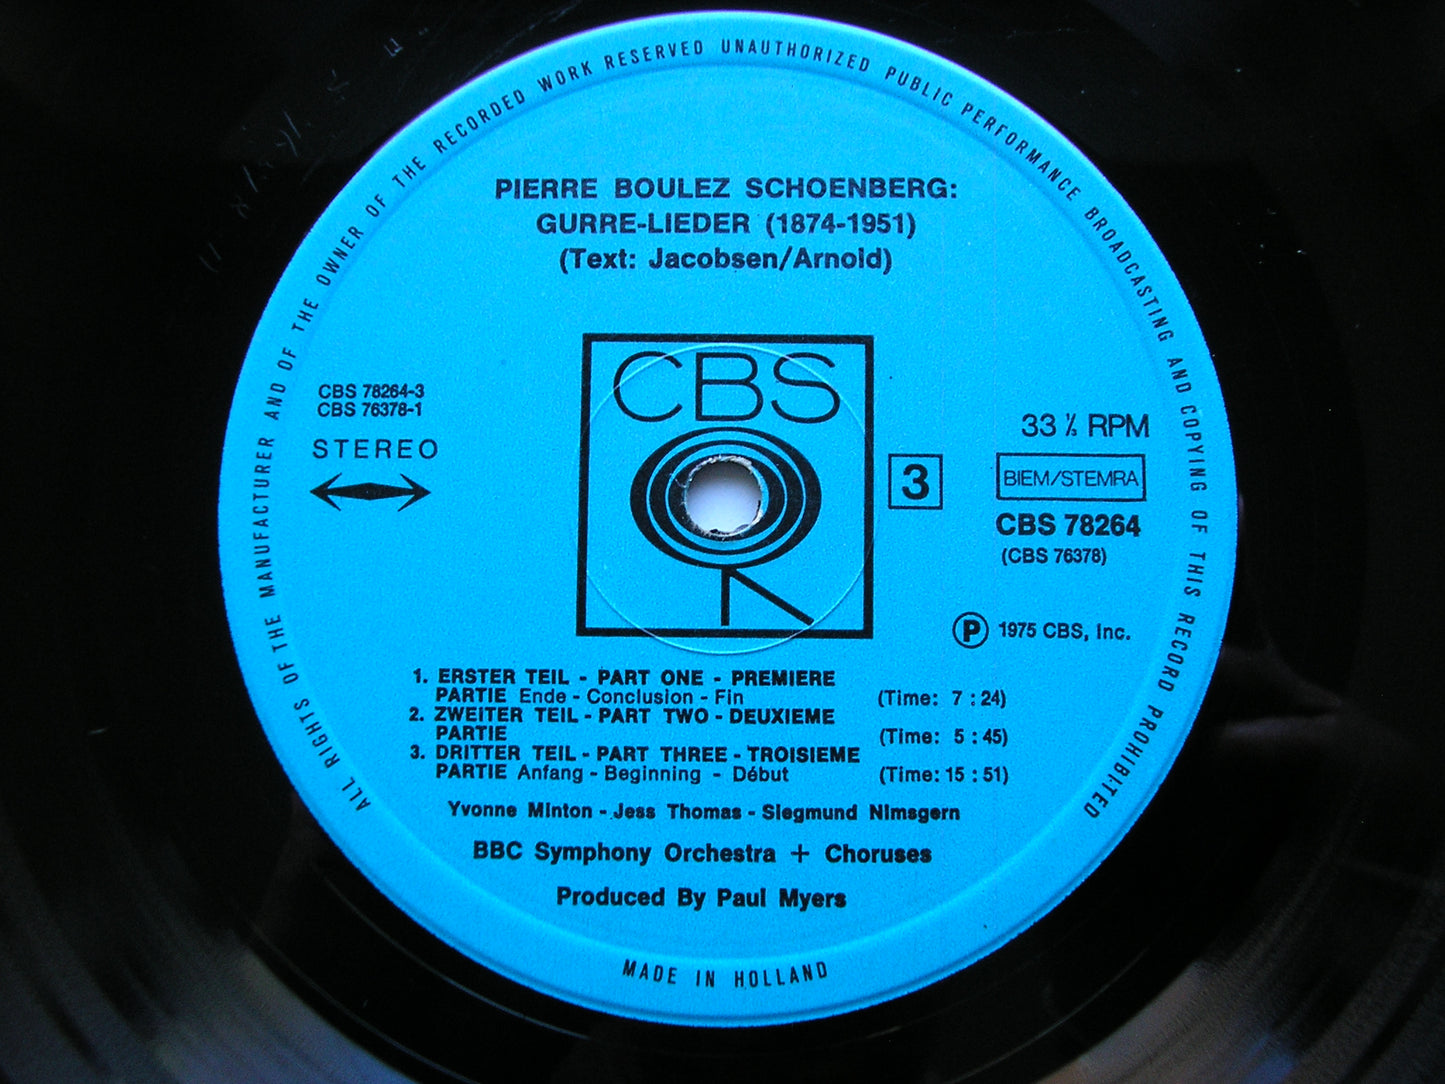 ALL RIGHTS OF THE MANUFACTURER AND OF THE OWNER OF THE RECORDED WORK RESERVED UNAUTHORIZED PUBLIC PERFORMANCE BROADCASTING AND COPYING OF THIS RECORD PROHIBITED
PIERRE BOULEZ SCHOENBERG:
GURRE-LIEDER (1874-1951)
(Text: Jacobsen/Arnold)
CBS
CBS 78264-3
CBS 76378-1
STEREO
3
33 ⅓ RPM
BIEM/STEMRA
CBS 78264
(CBS 76378)
Ⓟ 1975 CBS, Inc.
1. ERSTER TEIL - PART ONE - PREMIERE
PARTIE Ende - Conclusion - Fin (Time: 7 : 24)
2. ZWEITER TEIL - PART TWO - DEUXIEME
PARTIE (Time: 5 : 45)
3. DRITTER TEIL - PART THREE - TROISIEME
PARTIE Anfang - Beginning - Début (Time: 15 : 51)
Yvonne Minton - Jess Thomas - Siegmund Nimsgern
BBC Symphony Orchestra + Choruses
Produced By Paul Myers
MADE IN HOLLAND